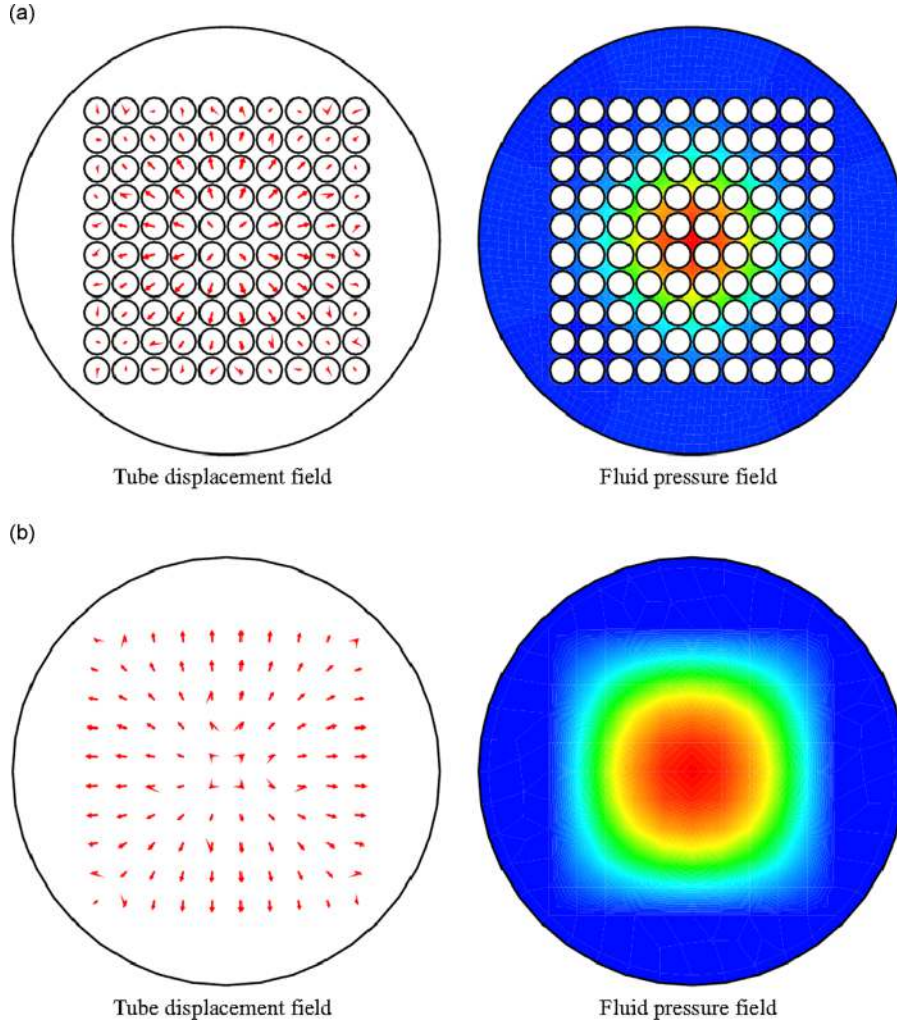 (a)
Tube displacement field
Fluid pressure field
(b)
Tube displacement field
Fluid pressure field